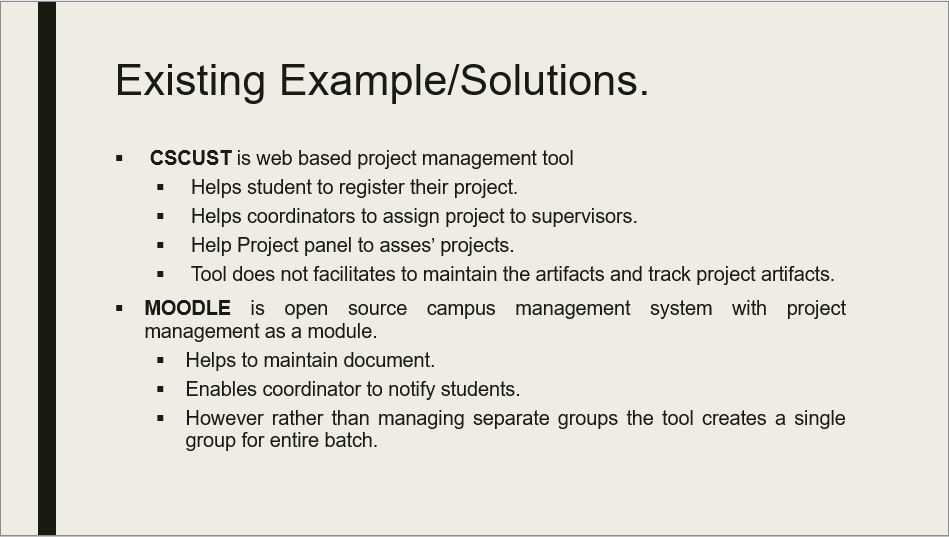 Existing Example/Solutions.
▪ CSCUST is web based project management tool
▪ Helps student to register their project.
▪ Helps coordinators to assign project to supervisors.
▪ Help Project panel to asses’ projects.
▪ Tool does not facilitates to maintain the artifacts and track project artifacts.
▪ MOODLE is open source campus management system with project
management as a module.
▪ Helps to maintain document.
▪ Enables coordinator to notify students.
▪ However rather than managing separate groups the tool creates a single
group for entire batch.